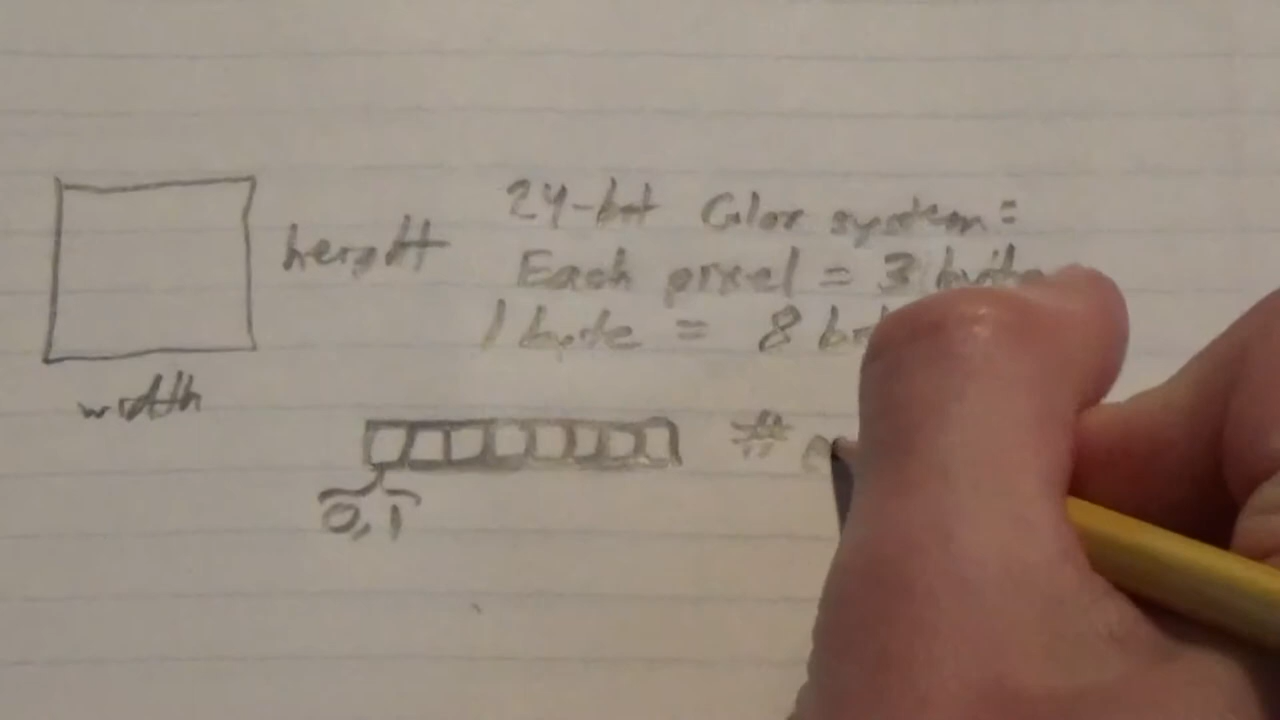 24-bit Color system:
height
Each pixel = 3
1 byte = 8
width
#
0,1